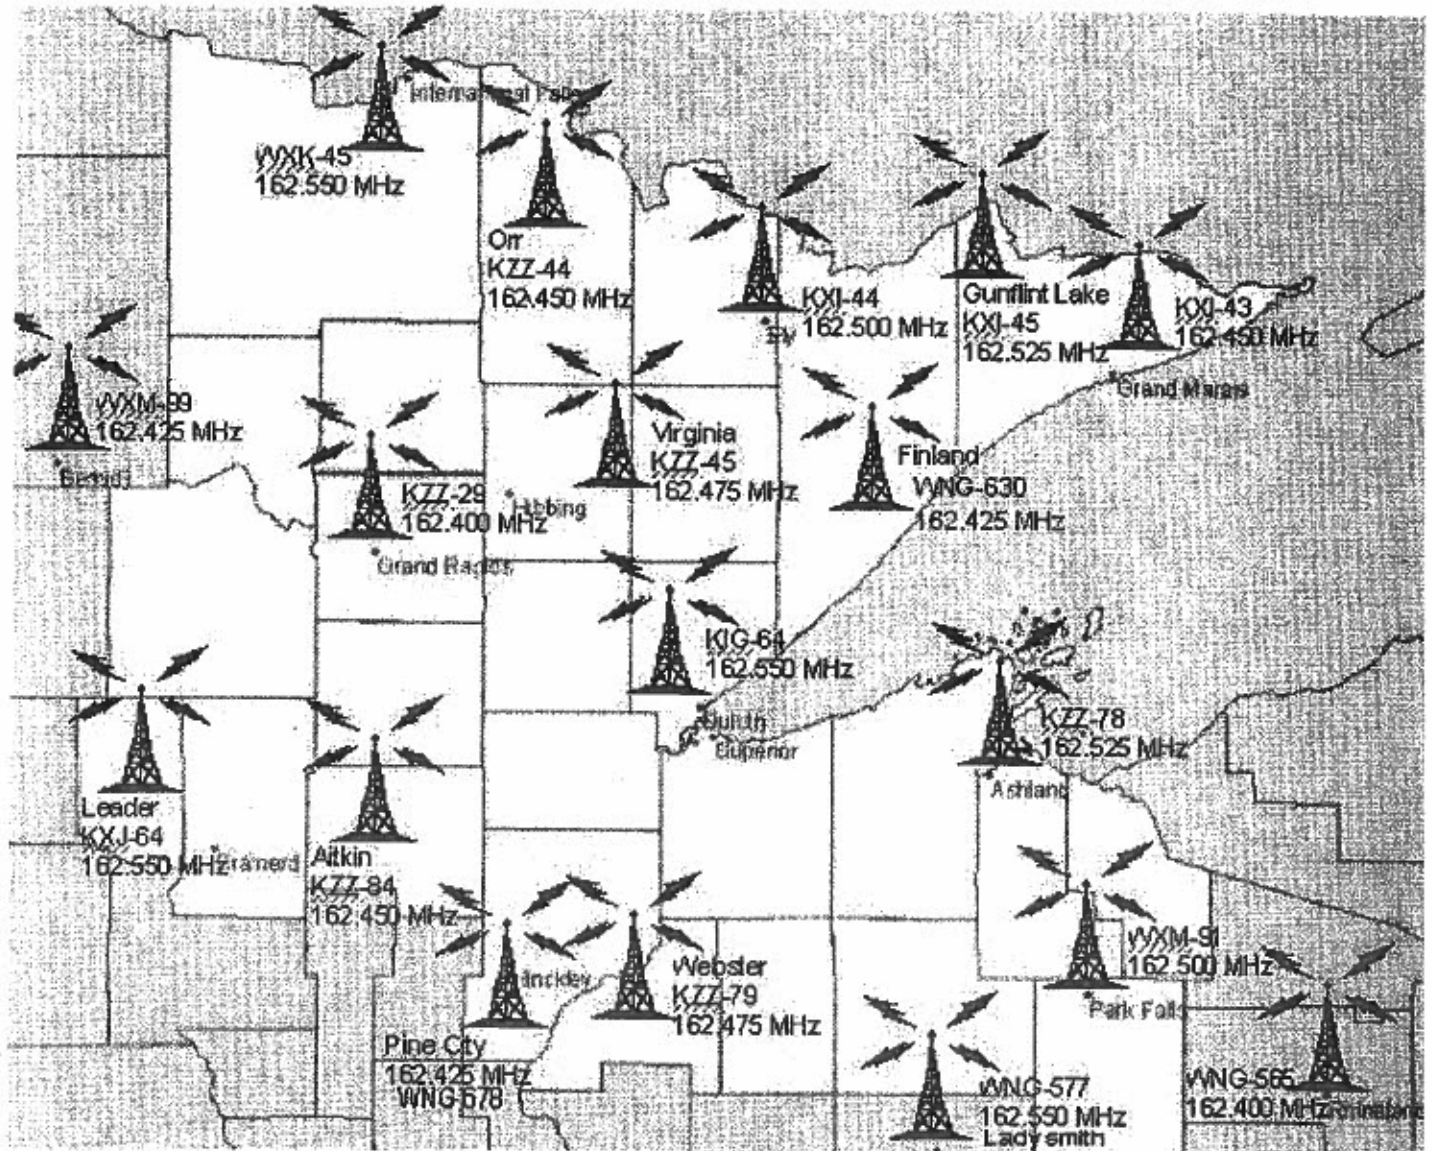 International Falls
WXK-45
162.550 MHz
Orr
KZZ-44
162.450 MHz
KXI-44
162.500 MHz
Ely
Gunflint Lake
KXI-45
162.525 MHz
KXI-43
162.450 MHz
Grand Marais
WXM-99
162.425 MHz
Bemidji
KZZ-29
162.400 MHz
Grand Rapids
Hibbing
Virginia
KZZ-45
162.475 MHz
Finland
WNG-630
162.425 MHz
KIG-64
162.550 MHz
Duluth
Superior
KZZ-78
162.525 MHz
Ashland
Leader
KXJ-64
162.550 MHz
Brainerd
Aitkin
KZZ-84
162.450 MHz
Hinckley
Pine City
162.425 MHz
WNG-678
Webster
KZZ-79
162.475 MHz
WXM-91
162.500 MHz
Park Falls
WNG-577
162.550 MHz
Ladysmith
WNG-565
162.400 MHz